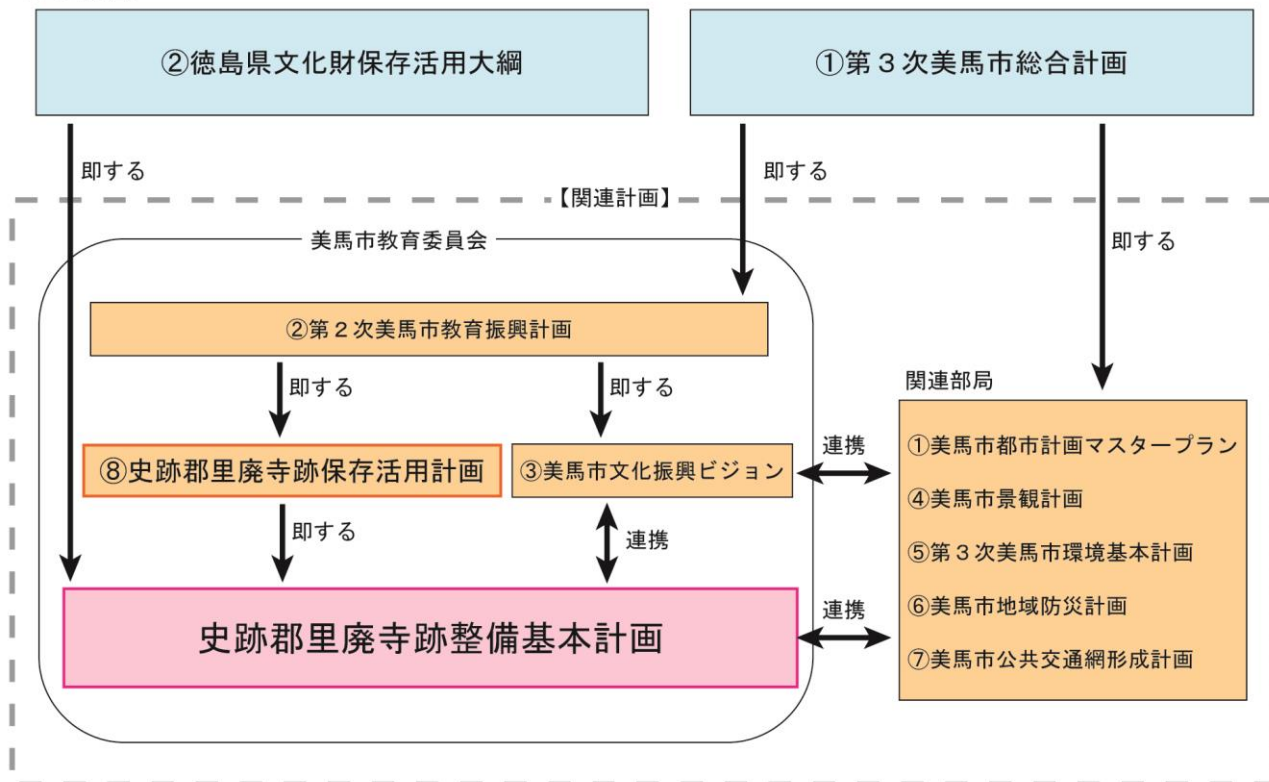 ②徳島県文化財保存活用大綱
①第３次美馬市総合計画
即する
即する
即する
【関連計画】
美馬市教育委員会
②第２次美馬市教育振興計画
即する
即する
⑧史跡郡里廃寺跡保存活用計画
③美馬市文化振興ビジョン
連携
即する
連携
史跡郡里廃寺跡整備基本計画
連携
関連部局
①美馬市都市計画マスタープラン
④美馬市景観計画
⑤第３次美馬市環境基本計画
⑥美馬市地域防災計画
⑦美馬市公共交通網形成計画